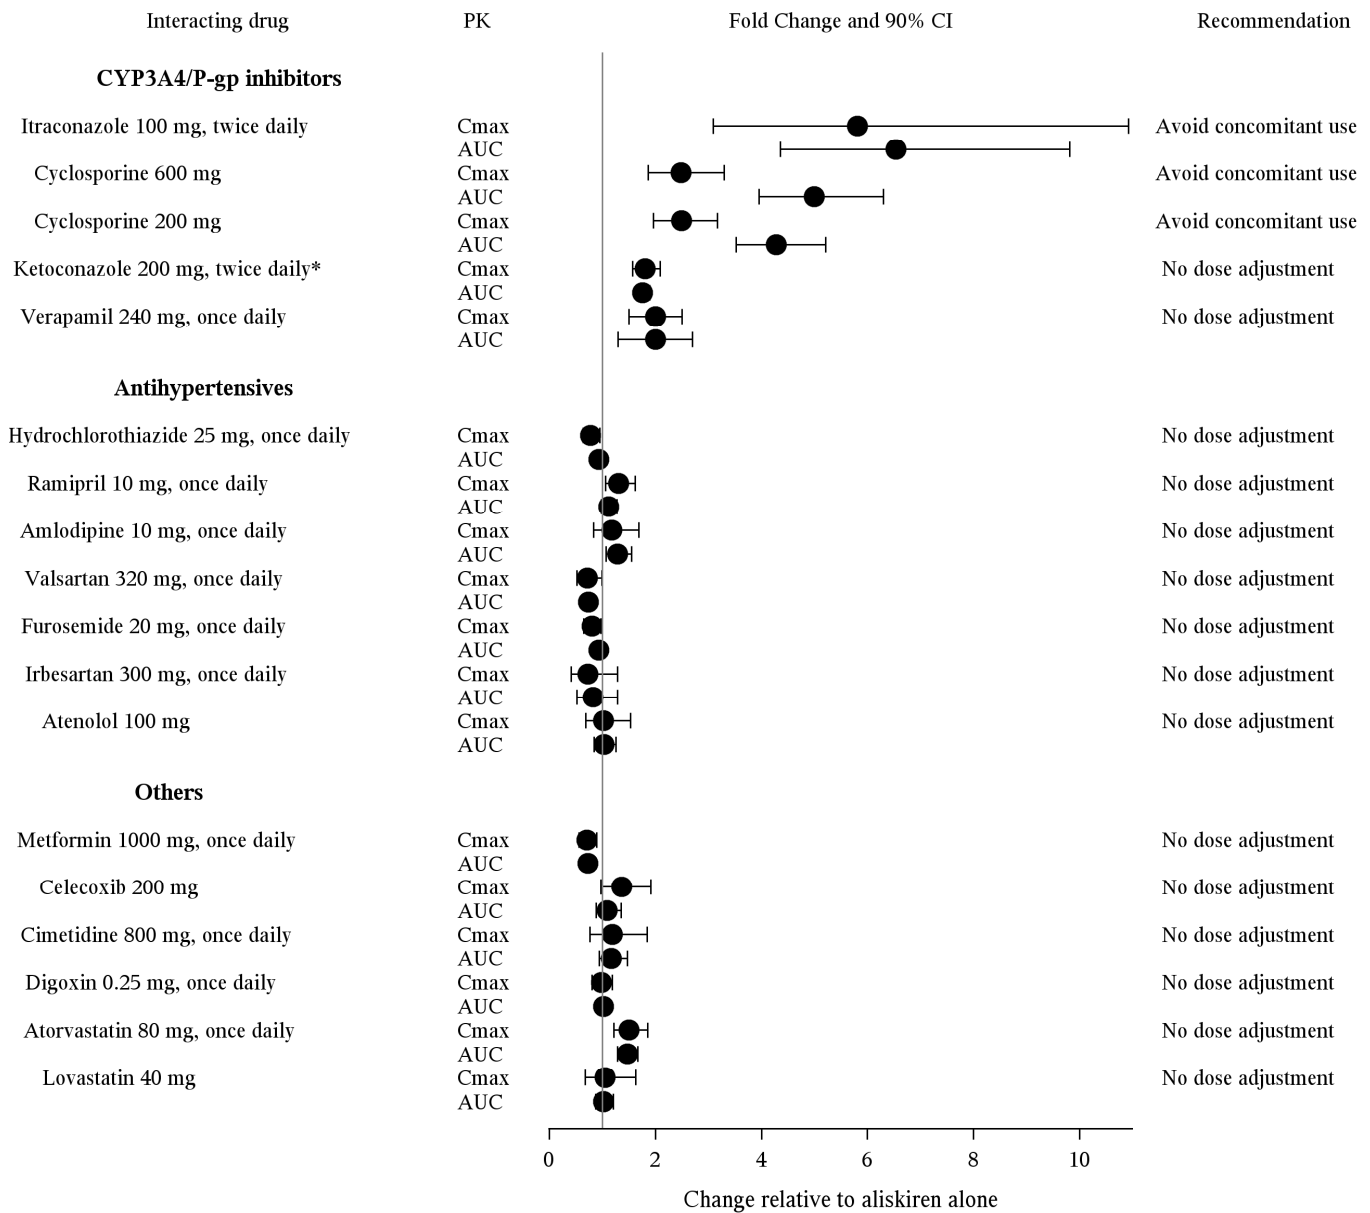 Interacting drug PK Fold Change and 90% CI Recommendation
CYP3A4/P-gp inhibitors
Itraconazole 100 mg, twice daily Cmax Avoid concomitant use
AUC
Cyclosporine 600 mg Cmax Avoid concomitant use
AUC
Cyclosporine 200 mg Cmax Avoid concomitant use
AUC
Ketoconazole 200 mg, twice daily* Cmax No dose adjustment
AUC
Verapamil 240 mg, once daily Cmax No dose adjustment
AUC
Antihypertensives
Hydrochlorothiazide 25 mg, once daily Cmax No dose adjustment
AUC
Ramipril 10 mg, once daily Cmax No dose adjustment
AUC
Amlodipine 10 mg, once daily Cmax No dose adjustment
AUC
Valsartan 320 mg, once daily Cmax No dose adjustment
AUC
Furosemide 20 mg, once daily Cmax No dose adjustment
AUC
Irbesartan 300 mg, once daily Cmax No dose adjustment
AUC
Atenolol 100 mg Cmax No dose adjustment
AUC
Others
Metformin 1000 mg, once daily Cmax No dose adjustment
AUC
Celecoxib 200 mg Cmax No dose adjustment
AUC
Cimetidine 800 mg, once daily Cmax No dose adjustment
AUC
Digoxin 0.25 mg, once daily Cmax No dose adjustment
AUC
Atorvastatin 80 mg, once daily Cmax No dose adjustment
AUC
Lovastatin 40 mg Cmax No dose adjustment
AUC
0 2 4 6 8 10
Change relative to aliskiren alone